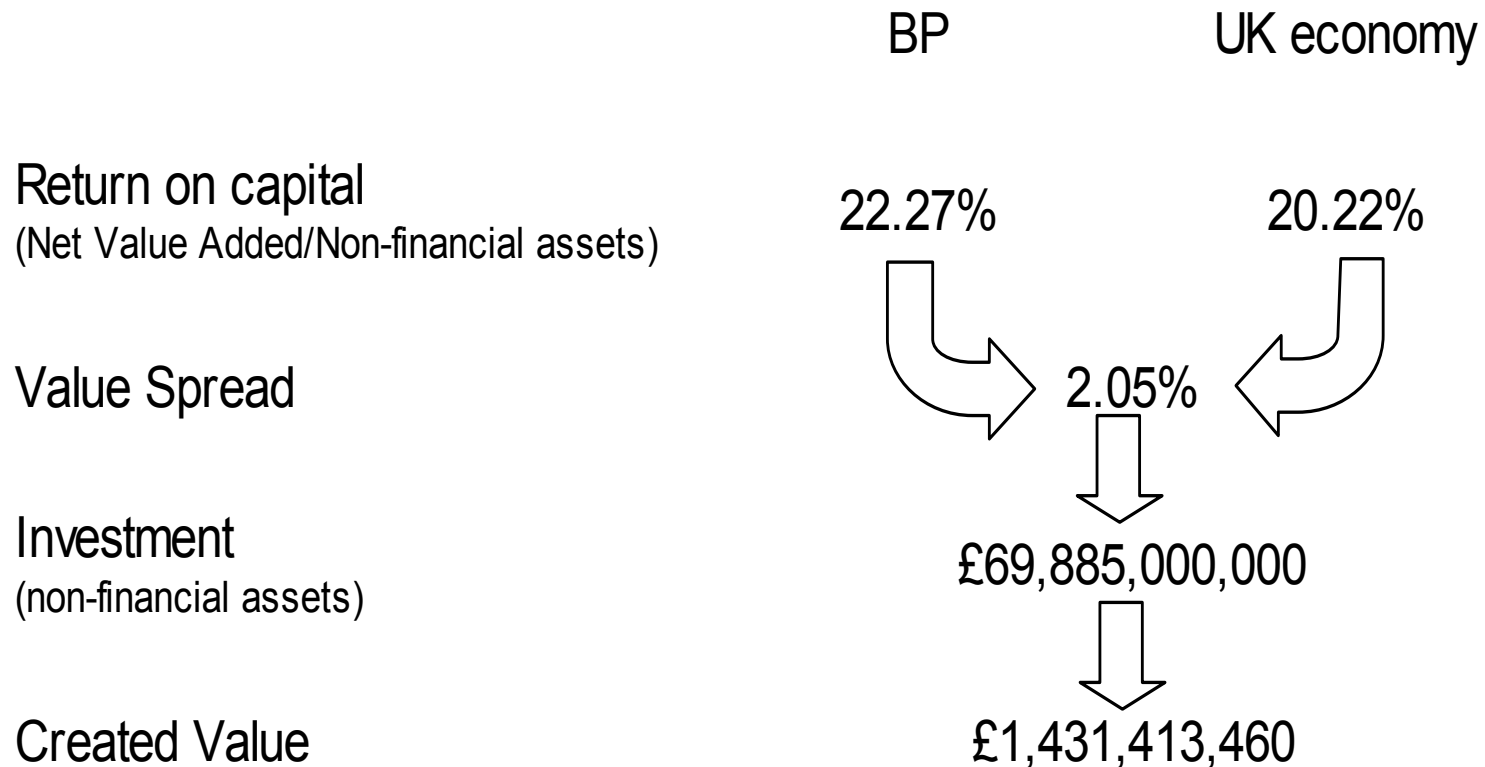 BP UK economy
Return on capital 22.27% 20.22%
(Net Value Added/Non-financial assets)
Value Spread 2.05%
Investment £69,885,000,000
(non-financial assets)
Created Value £1,431,413,460